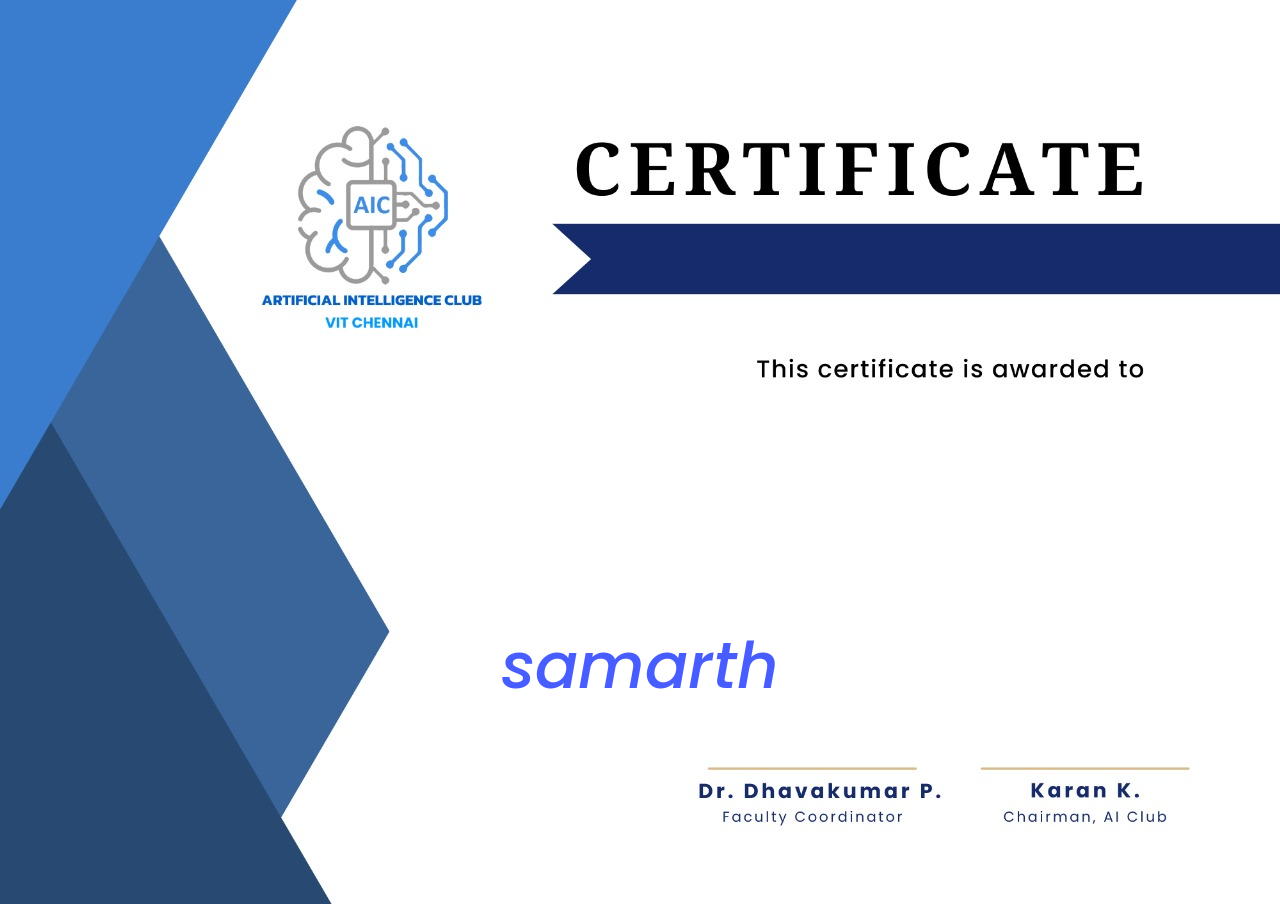 CERTIFICATE
AIC
ARTIFICIAL INTELLIGENCE CLUB
VIT CHENNAI
This certificate is awarded to
samarth
Dr. Dhavakumar P.
Faculty Coordinator
Karan K.
Chairman, AI Club